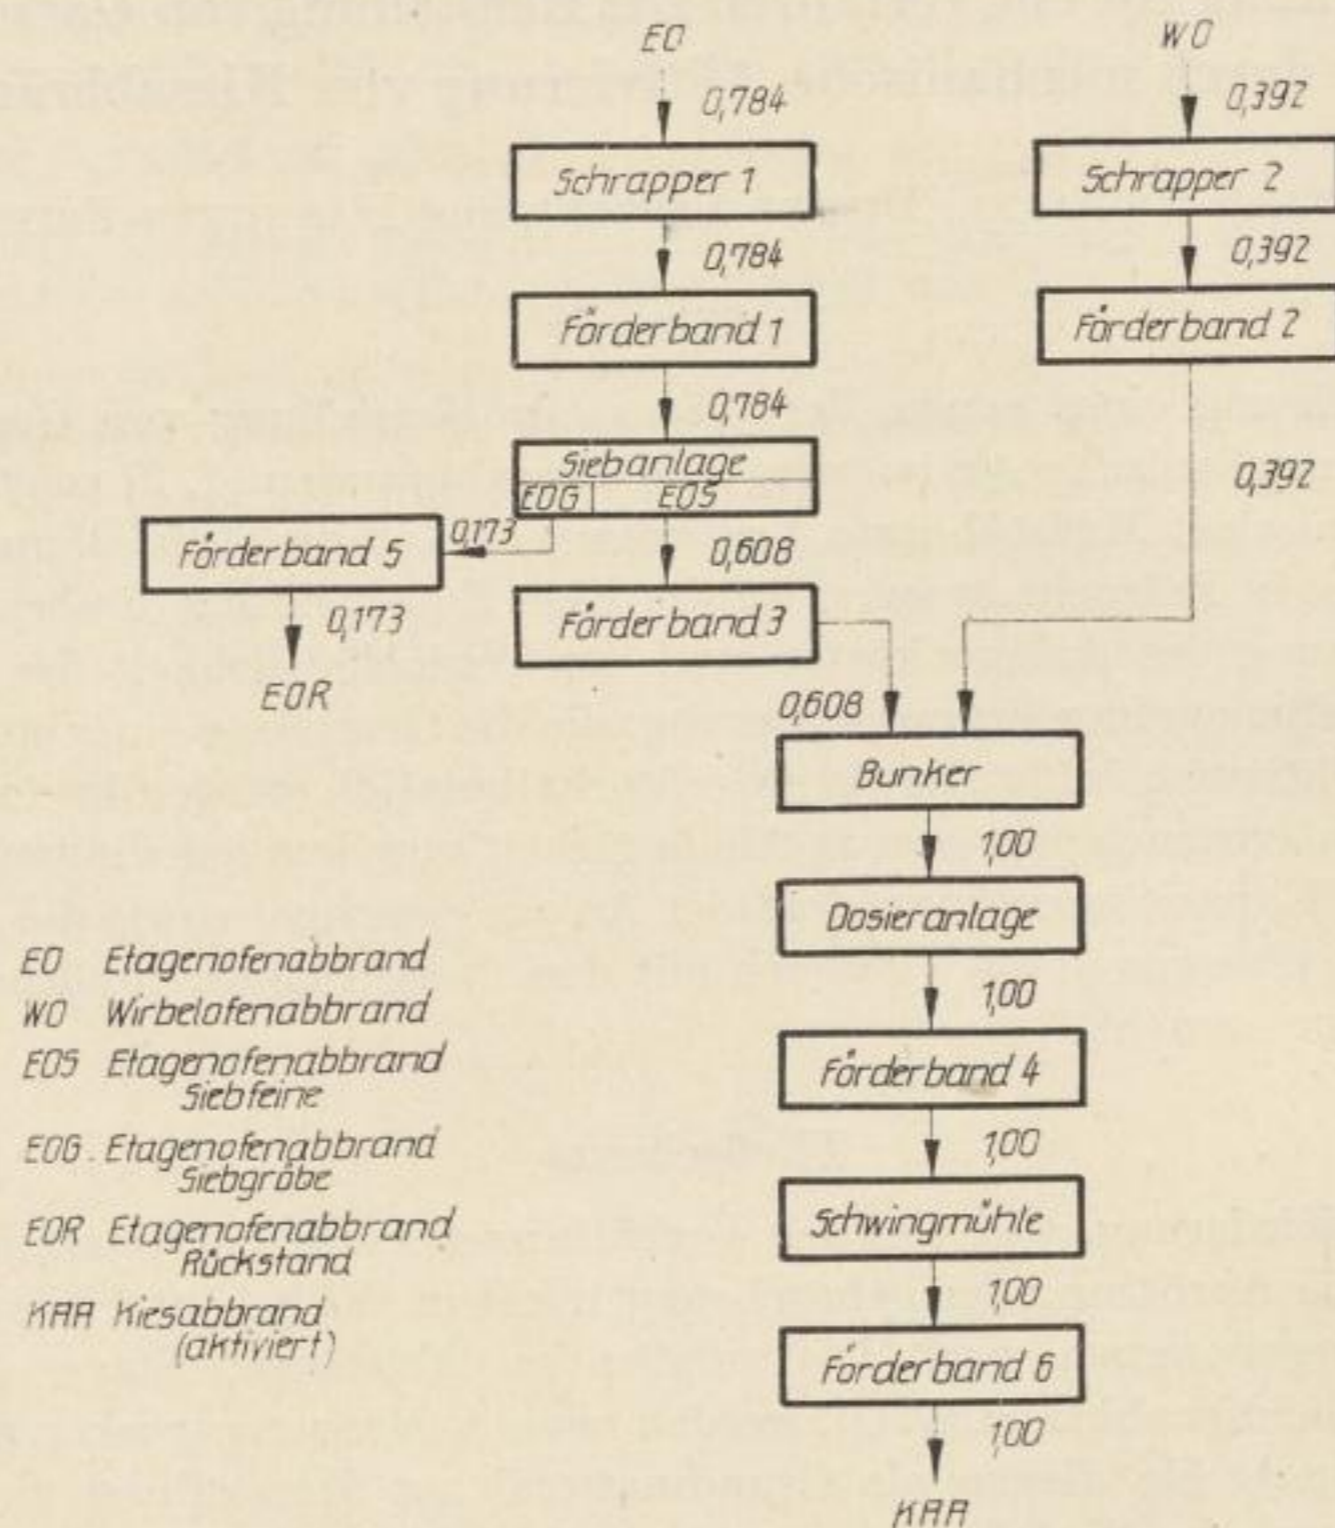 EO
WO
0,784
0,392
Schrapper 1
Schrapper 2
0,784
0,392
Förderband 1
Förderband 2
0,784
Siebanlage
EOG EOS
0,392
0,173
Förderband 5
0,608
0,173
Förderband 3
EOR
0,608
Bunker
1,00
Dosieranlage
1,00
Förderband 4
1,00
Schwingmühle
1,00
Förderband 6
1,00
KAA
EO Etagenofenabbrand
WO Wirbelofenabbrand
EOS Etagenofenabbrand
Siebfeine
EOG Etagenofenabbrand
Siebgröbe
EOR Etagenofenabbrand
Rückstand
KAA Kiesabbrand
(aktiviert)